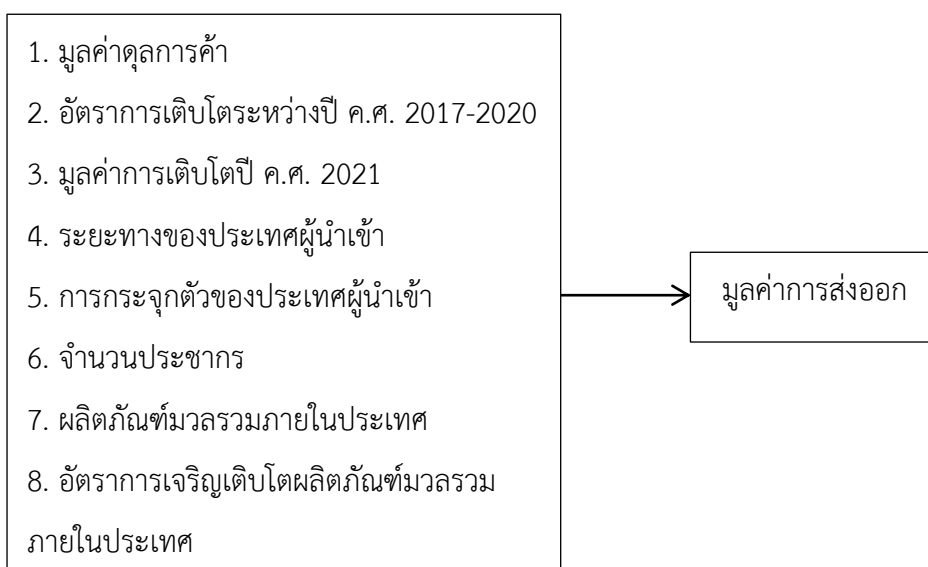 1. มูลค่าดุลการค้า
2. อัตราการเติบโตระหว่างปี ค.ศ. 2017-2020
3. มูลค่าการเติบโตปี ค.ศ. 2021
4. ระยะทางของประเทศผู้นำเข้า
5. การกระจุกตัวของประเทศผู้นำเข้า
6. จำนวนประชากร
7. ผลิตภัณฑ์มวลรวมภายในประเทศ
8. อัตราการเจริญเติบโตผลิตภัณฑ์มวลรวม
ภายในประเทศ
มูลค่าการส่งออก